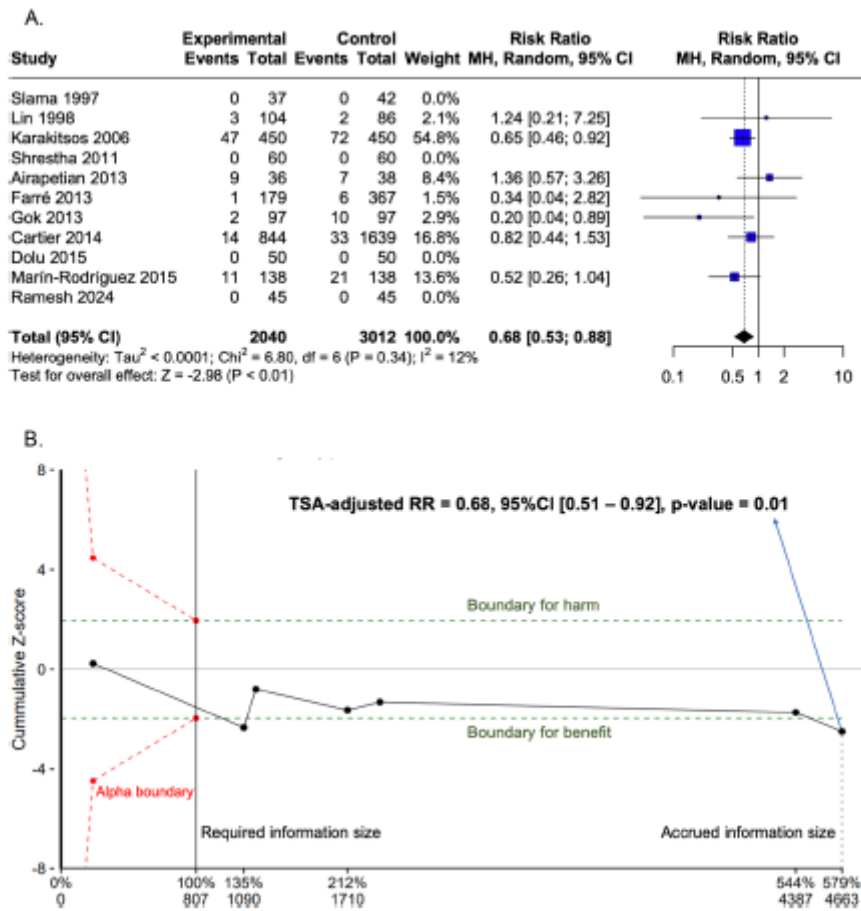 A.
Experimental Control Risk Ratio Risk Ratio
Study Events Total Events Total Weight MH, Random, 95% CI MH, Random, 95% CI
Slama 1997 0 37 0 42 0.0%
Lin 1998 3 104 2 86 2.1% 1.24 [0.21; 7.25]
Karakitsos 2006 47 450 72 450 54.8% 0.65 [0.46; 0.92]
Shrestha 2011 0 60 0 60 0.0%
Airapetian 2013 9 36 7 38 8.4% 1.36 [0.57; 3.26]
Farré 2013 1 179 6 367 1.5% 0.34 [0.04; 2.82]
Gok 2013 2 97 10 97 2.9% 0.20 [0.04; 0.89]
Cartier 2014 14 844 33 1639 16.8% 0.82 [0.44; 1.53]
Dolu 2015 0 50 0 50 0.0%
Marín-Rodríguez 2015 11 138 21 138 13.6% 0.52 [0.26; 1.04]
Ramesh 2024 0 45 0 45 0.0%
Total (95% CI) 2040 3012 100.0% 0.68 [0.53; 0.88]
Heterogeneity: Tau² < 0.0001; Chi² = 6.80, df = 6 (P = 0.34); I² = 12%
Test for overall effect: Z = -2.98 (P < 0.01)
0.1 0.5 1 2 10
B.
8
TSA-adjusted RR = 0.68, 95%CI [0.51 – 0.92], p-value = 0.01
4
Boundary for harm
0
Cummulative Z-score
Boundary for benefit
-4
Alpha boundary
Required information size
Accrued information size
-8
0% 100% 135% 212% 544% 579%
0 807 1090 1710 4387 4663